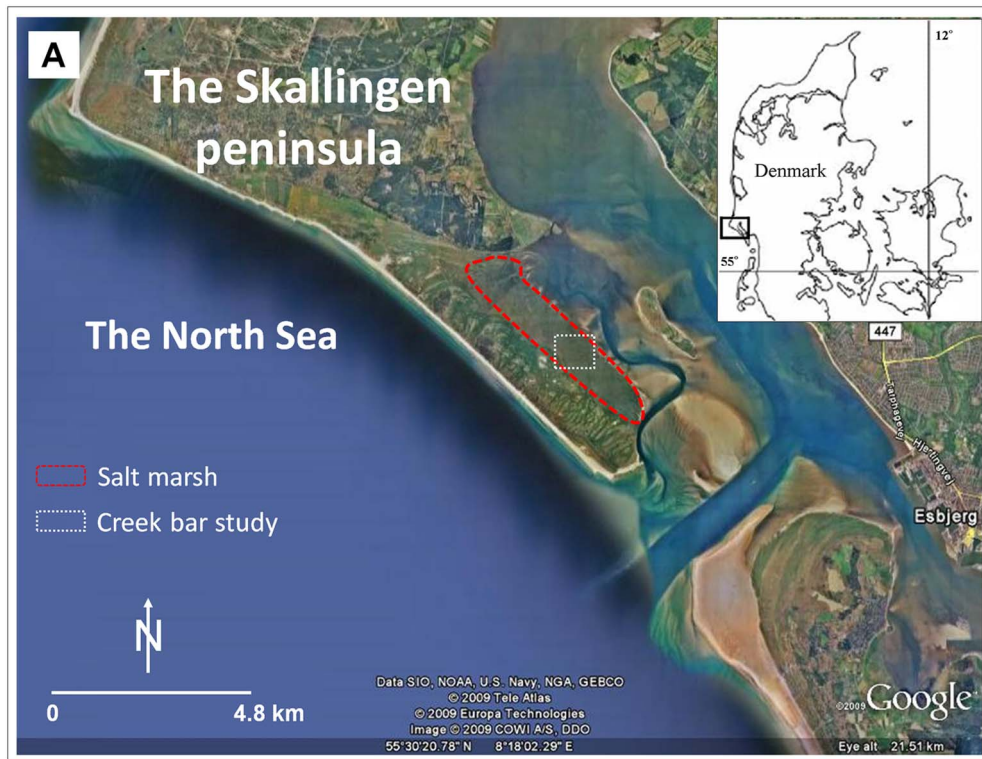 A
The Skallingen
peninsula
12°
Denmark
55°
The North Sea
447
Tarphagevej
Hjertingvej
Esbjerg
Salt marsh
Creek bar study
N
0 4.8 km
Data SIO, NOAA, U.S. Navy, NGA, GEBCO
© 2009 Tele Atlas
© 2009 Europa Technologies
Image © 2009 COWI A/S, DDO
©2009 Google
55°30'20.78" N 8°18'02.29" E
Eye alt 21.51 km